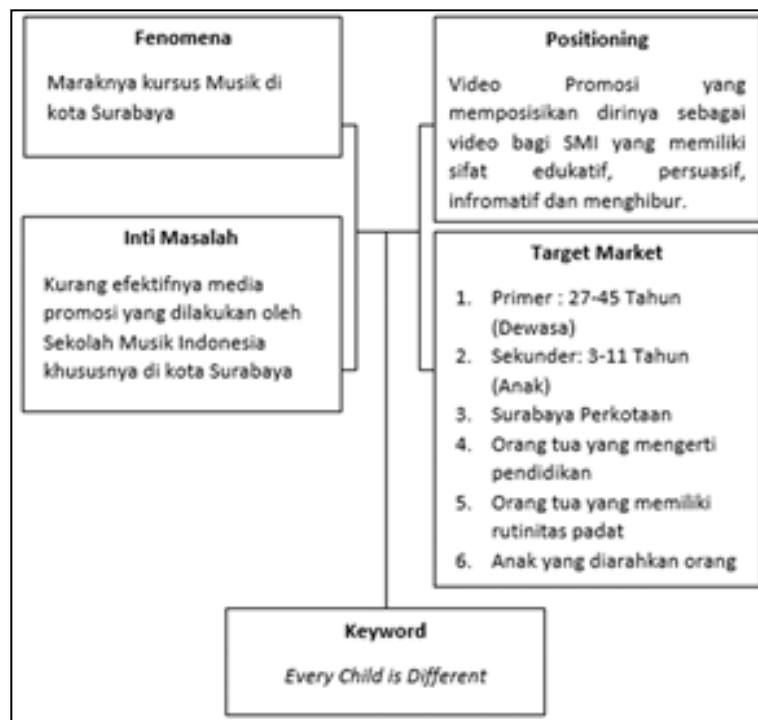 Fenomena
Maraknya kursus Musik di
kota Surabaya
Inti Masalah
Kurang efektifnya media
promosi yang dilakukan oleh
Sekolah Musik Indonesia
khususnya di kota Surabaya
Positioning
Video Promosi yang
memposisikan dirinya sebagai
video bagi SMI yang memiliki
sifat edukatif, persuasif,
infromatif dan menghibur.
Target Market
1. Primer : 27-45 Tahun
(Dewasa)
2. Sekunder: 3-11 Tahun
(Anak)
3. Surabaya Perkotaan
4. Orang tua yang mengerti
pendidikan
5. Orang tua yang memiliki
rutinitas padat
6. Anak yang diarahkan orang
Keyword
Every Child is Different